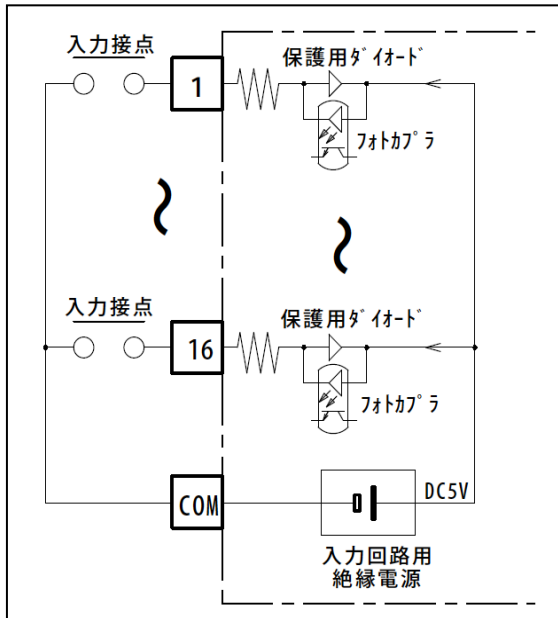 入力接点
保護用ダイオード
1
フォトカプラ
入力接点
保護用ダイオード
16
フォトカプラ
COM
DC5V
入力回路用
絶縁電源